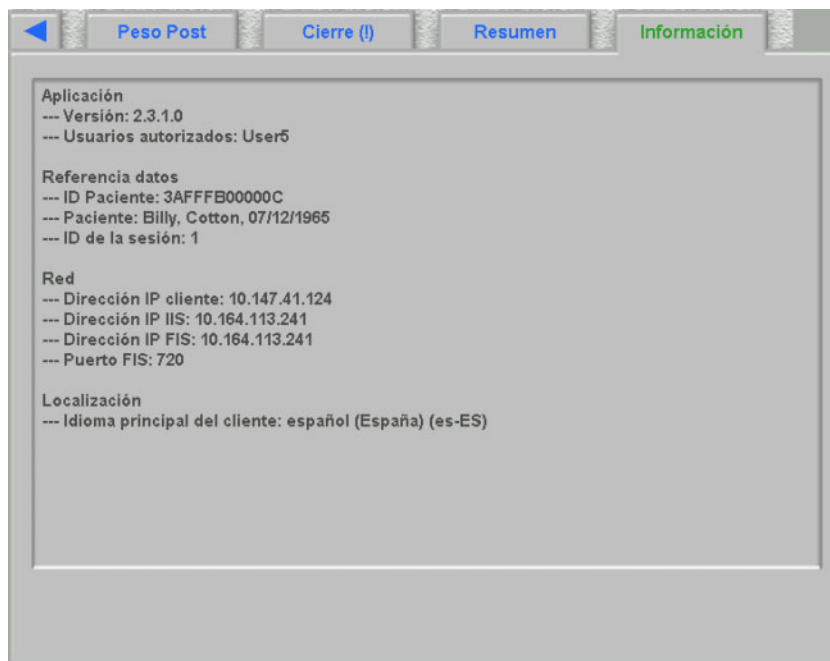 Peso Post
Cierre (!)
Resumen
Información
Aplicación
--- Versión: 2.3.1.0
--- Usuarios autorizados: User5
Referencia datos
--- ID Paciente: 3AFFFB00000C
--- Paciente: Billy, Cotton, 07/12/1965
--- ID de la sesión: 1
Red
--- Dirección IP cliente: 10.147.41.124
--- Dirección IP IIS: 10.164.113.241
--- Dirección IP FIS: 10.164.113.241
--- Puerto FIS: 720
Localización
--- Idioma principal del cliente: español (España) (es-ES)